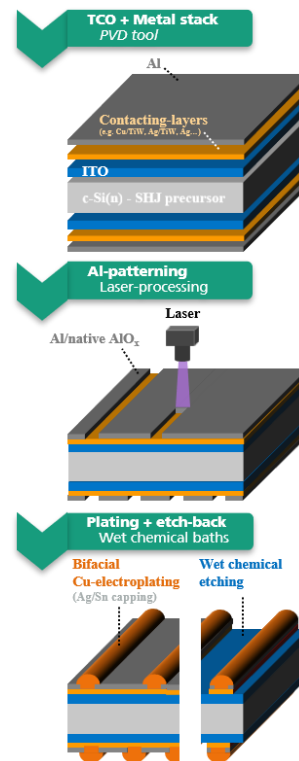 TCO + Metal stack
PVD tool
Al
Contacting-layers
(e.g. Cu/TiW, Ag/TiW, Ag...)
ITO
c-Si(n) - SHJ precursor
Al-patterning
Laser-processing
Laser
Al/native AlOx
Plating + etch-back
Wet chemical baths
Bifacial
Cu-electroplating
(Ag/Sn capping)
Wet chemical
etching